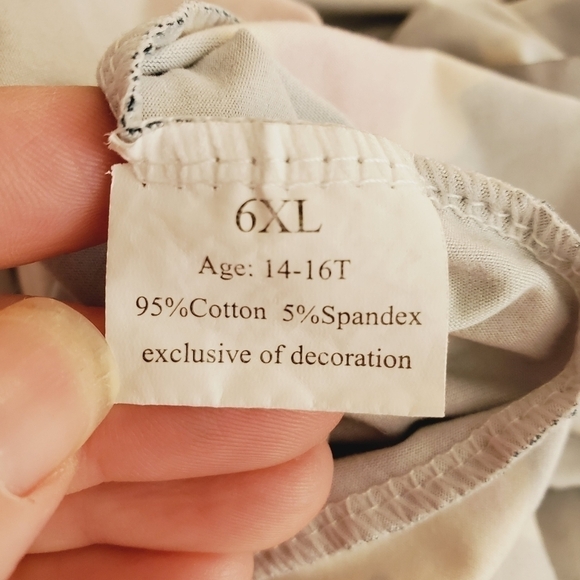 6XL
Age: 14-16T
95%Cotton 5%Spandex
exclusive of decoration